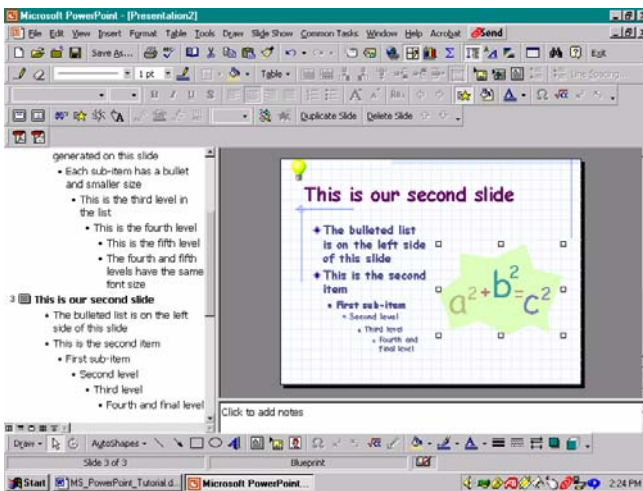 Microsoft PowerPoint - [Presentation2]
File Edit View Insert Format Table Tools Draw Slide Show Common Tasks Window Help Acrobat Send
Save As... Exit
1 pt Table Line Spacing...
B I U S
Duplicate Slide Delete Slide
generated on this slide
• Each sub-item has a bullet
and smaller size
• This is the third level in
the list
• This is the fourth level
• This is the fifth level
• The fourth and fifth
levels have the same
font size
3 This is our second slide
• The bulleted list is on the left
side of this slide
• This is the second item
• First sub-item
• Second level
• Third level
• Fourth and final level
This is our second slide
The bulleted list
is on the left side
of this slide
This is the second
item
• First sub-item
• Second level
• Third level
• Fourth and
final level
a² + b² = c²
Click to add notes
Draw AutoShapes
Slide 3 of 3 Blueprint
Start MS_PowerPoint_Tutorial.d... Microsoft PowerPoint... 2:24 PM